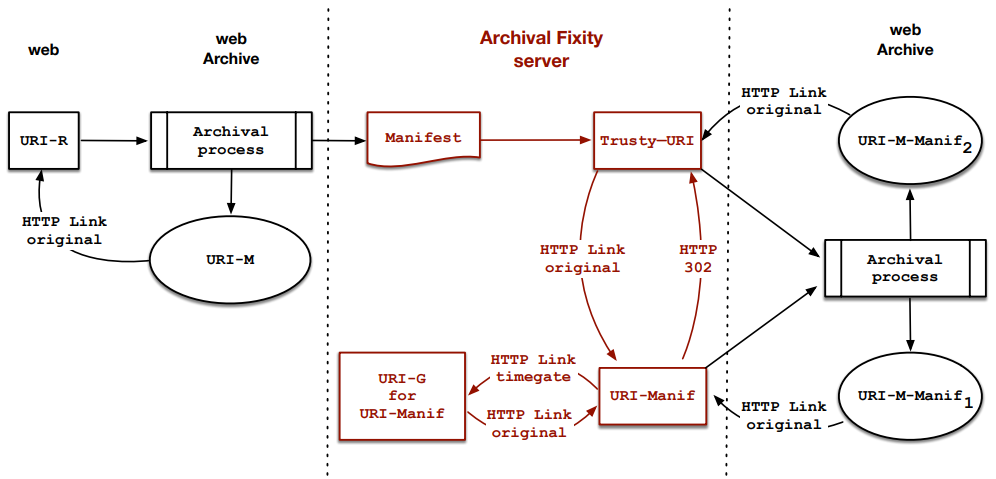 web
web
Archive
Archival Fixity
server
web
Archive
URI-R
Archival
process
Manifest
Trusty—URI
HTTP Link
original
URI-M-Manif2
HTTP Link
original
URI-M
HTTP Link
original
HTTP
302
Archival
process
URI-G
for
URI-Manif
HTTP Link
timegate
HTTP Link
original
URI-Manif
HTTP Link
original
URI-M-Manif1